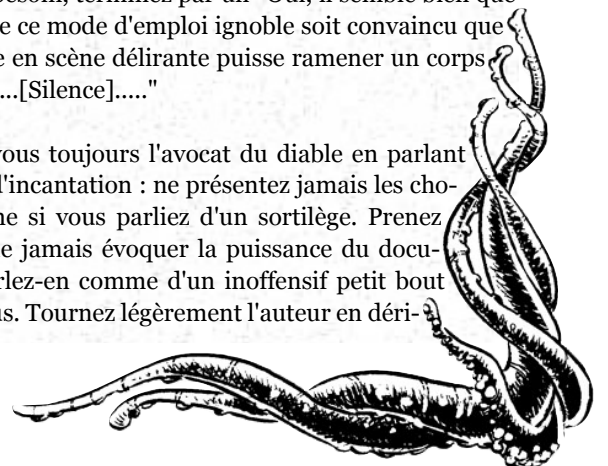 besoin, terminez par un "Oui, il semble bien que
e ce mode d'emploi ignoble soit convaincu que
e en scène délirante puisse ramener un corps
...[Silence]....."
vous toujours l'avocat du diable en parlant
l'incantation : ne présentez jamais les cho-
ne si vous parliez d'un sortilège. Prenez
e jamais évoquer la puissance du docu-
rlez-en comme d'un inoffensif petit bout
us. Tournez légèrement l'auteur en déri-